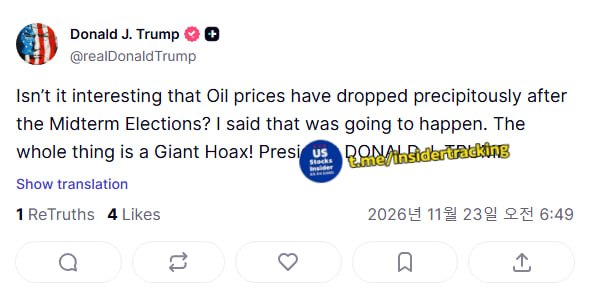 Donald J. Trump
@realDonaldTrump
Isn't it interesting that Oil prices have dropped precipitously after
the Midterm Elections? I said that was going to happen. The
whole thing is a Giant Hoax! DONALD J. TRUMP
US
Stocks
Insider
t.me/insidertracking
Show translation
1 ReTruths 4 Likes
2026년 11월 23일 오전 6:49